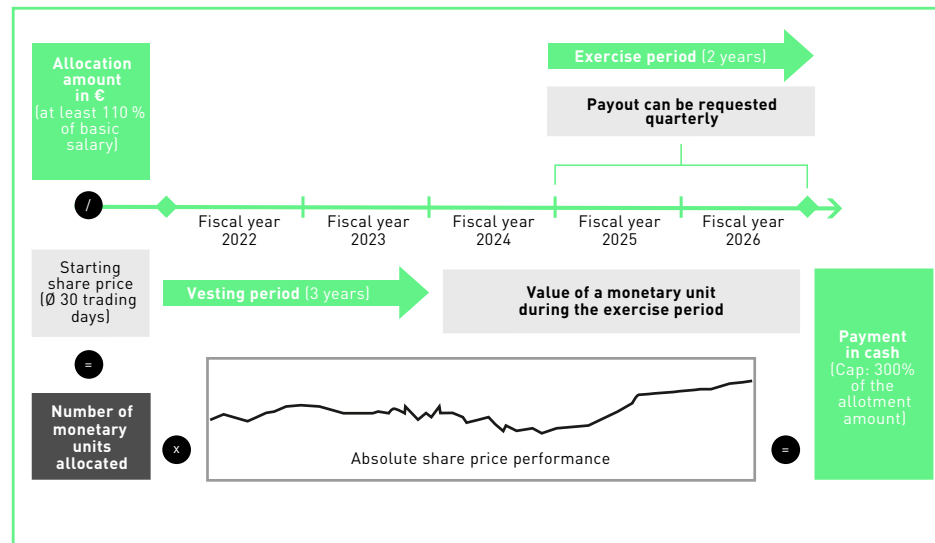 Allocation
amount
in €
(at least 110 %
of basic
salary)
Exercise period (2 years)
Payout can be requested
quarterly
/
Fiscal year
2022
Fiscal year
2023
Fiscal year
2024
Fiscal year
2025
Fiscal year
2026
Starting
share price
(Ø 30 trading
days)
Vesting period (3 years)
Value of a monetary unit
during the exercise period
=
Number of
monetary
units
allocated
x
Absolute share price performance
=
Payment
in cash
(Cap: 300%
of the
allotment
amount)